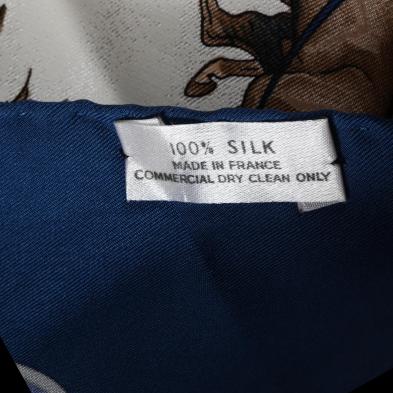 100% SILK
MADE IN FRANCE
COMMERCIAL DRY CLEAN ONLY